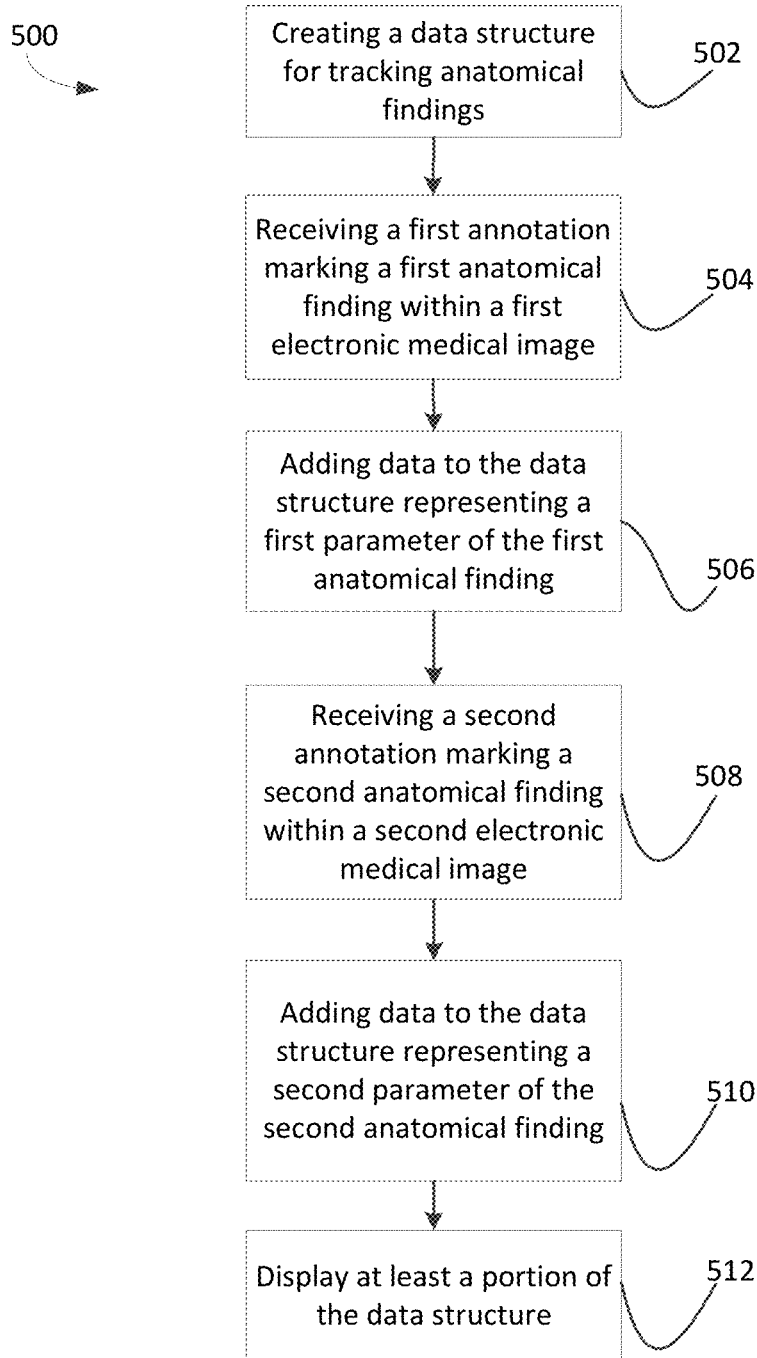 500
Creating a data structure
for tracking anatomical
findings
502
Receiving a first annotation
marking a first anatomical
finding within a first
electronic medical image
504
Adding data to the data
structure representing a
first parameter of the first
anatomical finding
506
Receiving a second
annotation marking a
second anatomical finding
within a second electronic
medical image
508
Adding data to the data
structure representing a
second parameter of the
second anatomical finding
510
Display at least a portion of
the data structure
512